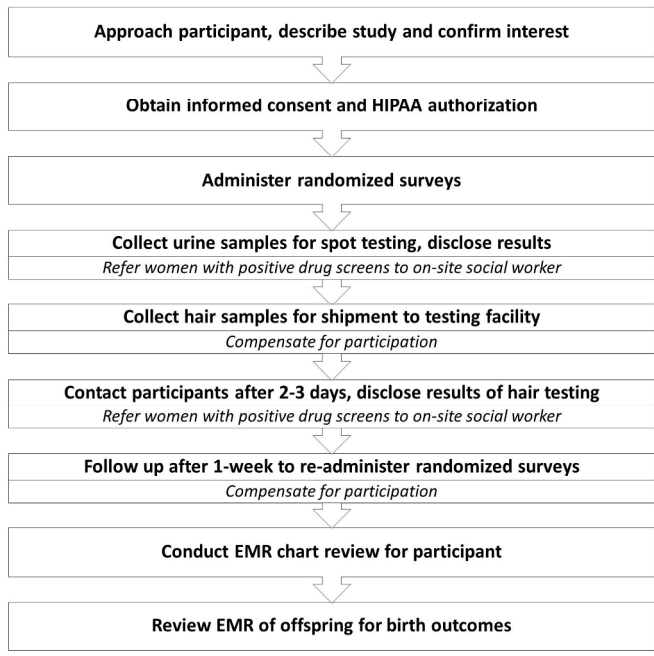 Approach participant, describe study and confirm interest
Obtain informed consent and HIPAA authorization
Administer randomized surveys
Collect urine samples for spot testing, disclose results
Refer women with positive drug screens to on-site social worker
Collect hair samples for shipment to testing facility
Compensate for participation
Contact participants after 2-3 days, disclose results of hair testing
Refer women with positive drug screens to on-site social worker
Follow up after 1-week to re-administer randomized surveys
Compensate for participation
Conduct EMR chart review for participant
Review EMR of offspring for birth outcomes